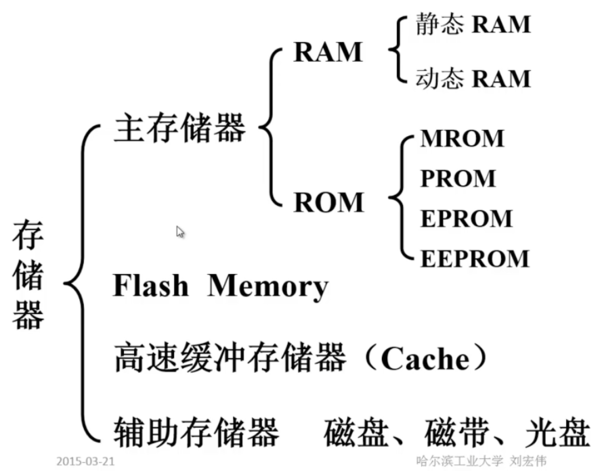 存储器
主存储器
RAM
静态 RAM
动态 RAM
ROM
MROM
PROM
EPROM
EEPROM
Flash Memory
高速缓冲存储器（Cache）
辅助存储器 磁盘、磁带、光盘
2015-03-21
哈尔滨工业大学 刘宏伟